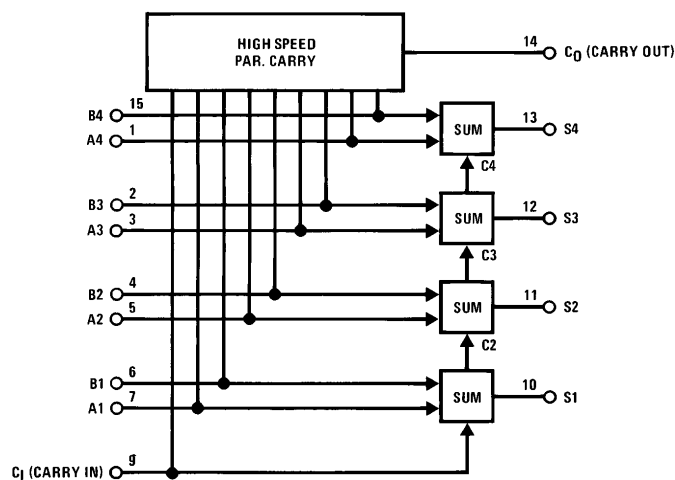 HIGH SPEED
PAR. CARRY
14
CO (CARRY OUT)
B4
15
A4
1
SUM
13
S4
C4
B3
2
A3
3
SUM
12
S3
C3
B2
4
A2
5
SUM
11
S2
C2
B1
6
A1
7
SUM
10
S1
CI (CARRY IN)
9